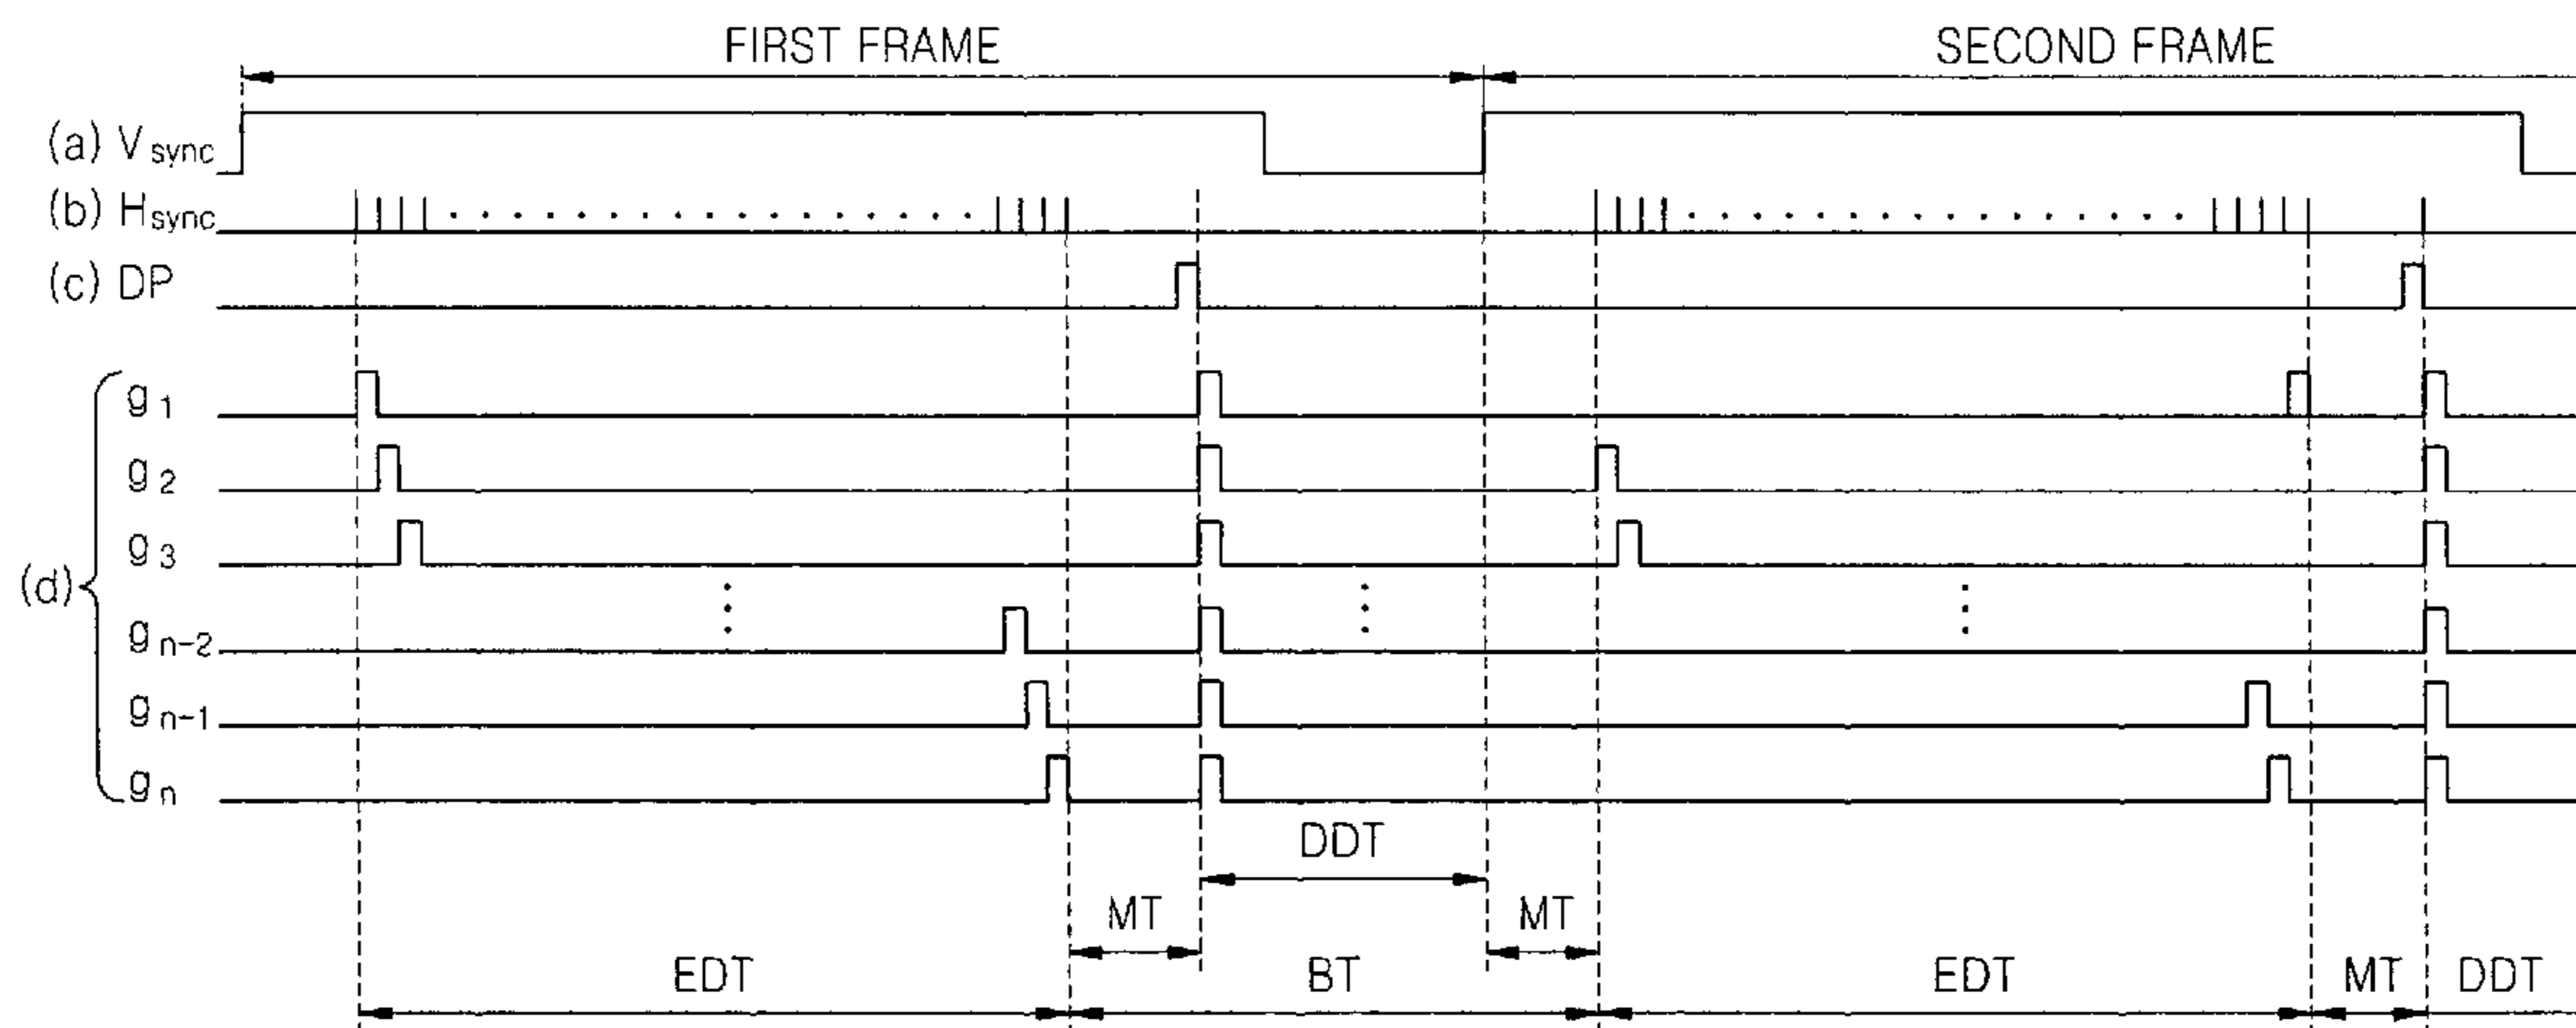 FIRST FRAME
SECOND FRAME
(a) Vsync
(b) Hsync
(c) DP
(d)
g1
g2
g3
gn-2
gn-1
gn
DDT
MT
MT
EDT
BT
EDT
MT
DDT